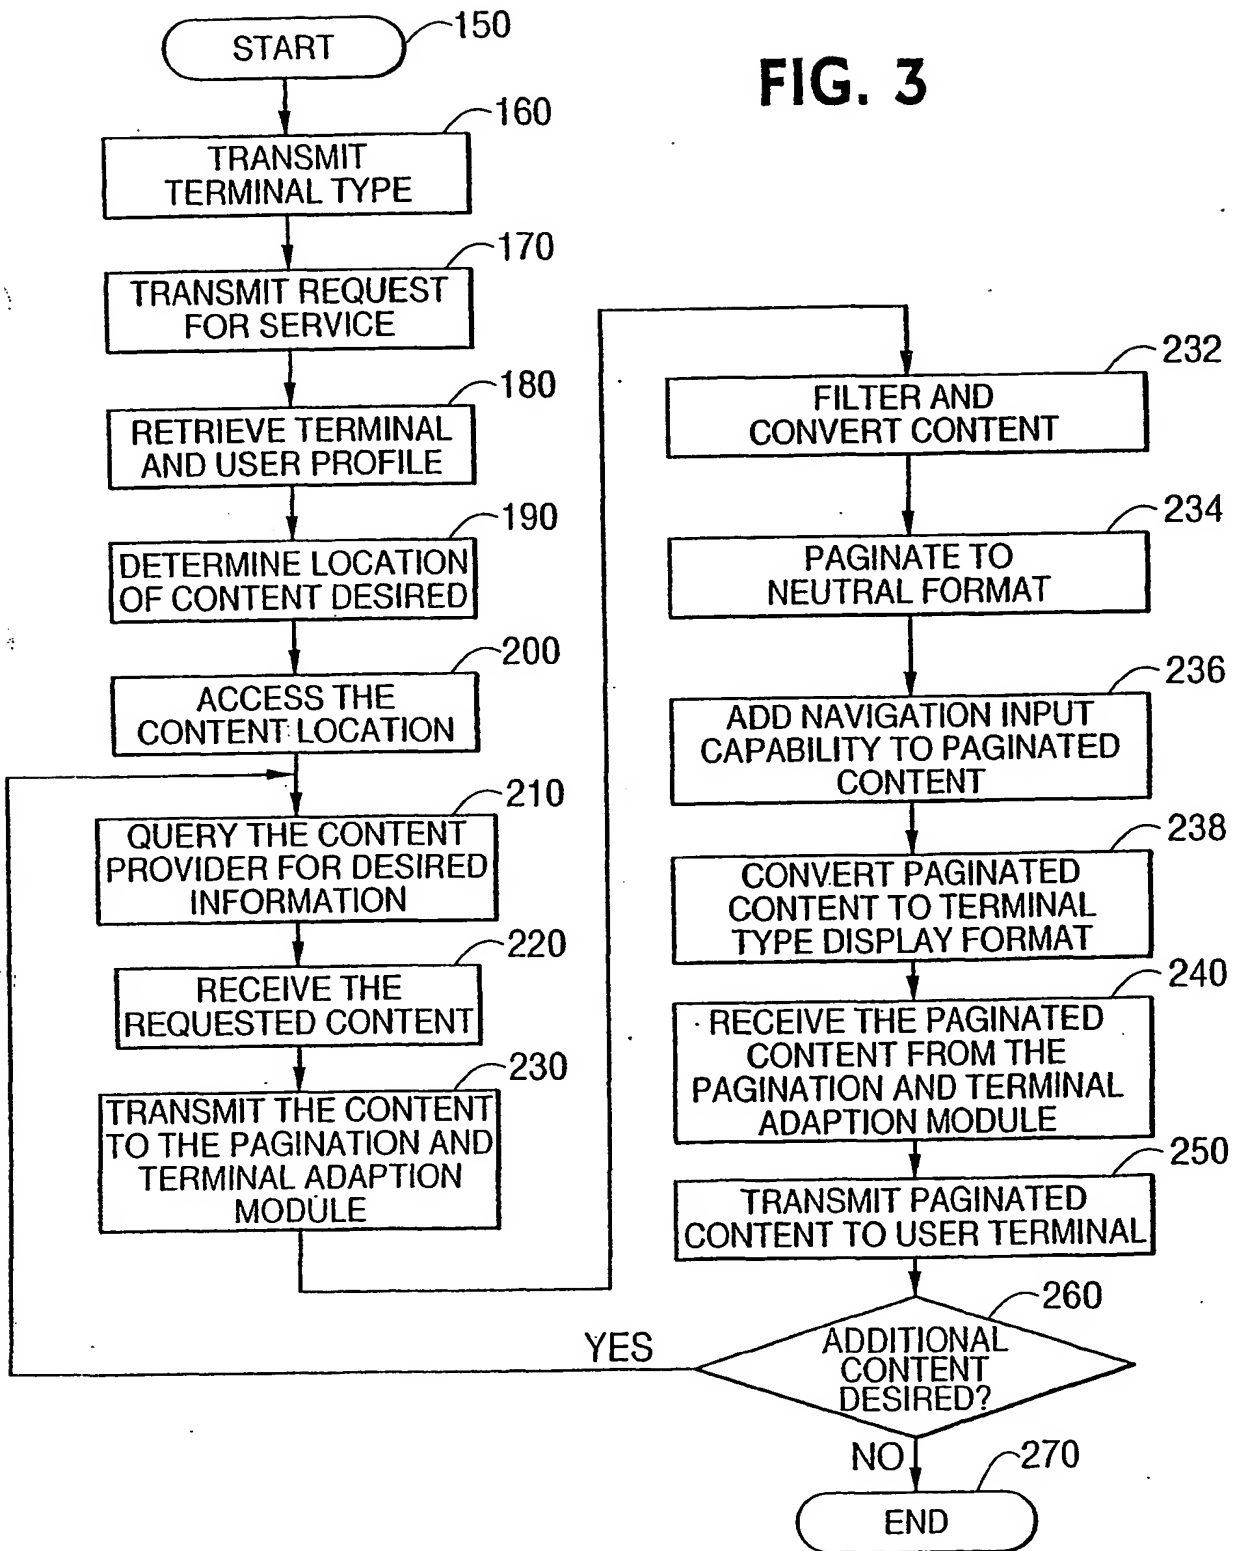 FIG. 3
START
150
160
TRANSMIT
TERMINAL TYPE
170
TRANSMIT REQUEST
FOR SERVICE
180
RETRIEVE TERMINAL
AND USER PROFILE
190
DETERMINE LOCATION
OF CONTENT DESIRED
200
ACCESS THE
CONTENT LOCATION
210
QUERY THE CONTENT
PROVIDER FOR DESIRED
INFORMATION
220
RECEIVE THE
REQUESTED CONTENT
230
TRANSMIT THE CONTENT
TO THE PAGINATION AND
TERMINAL ADAPTION
MODULE
232
FILTER AND
CONVERT CONTENT
234
PAGINATE TO
NEUTRAL FORMAT
236
ADD NAVIGATION INPUT
CAPABILITY TO PAGINATED
CONTENT
238
CONVERT PAGINATED
CONTENT TO TERMINAL
TYPE DISPLAY FORMAT
240
RECEIVE THE PAGINATED
CONTENT FROM THE
PAGINATION AND TERMINAL
ADAPTION MODULE
250
TRANSMIT PAGINATED
CONTENT TO USER TERMINAL
260
ADDITIONAL
CONTENT
DESIRED?
YES
NO
270
END